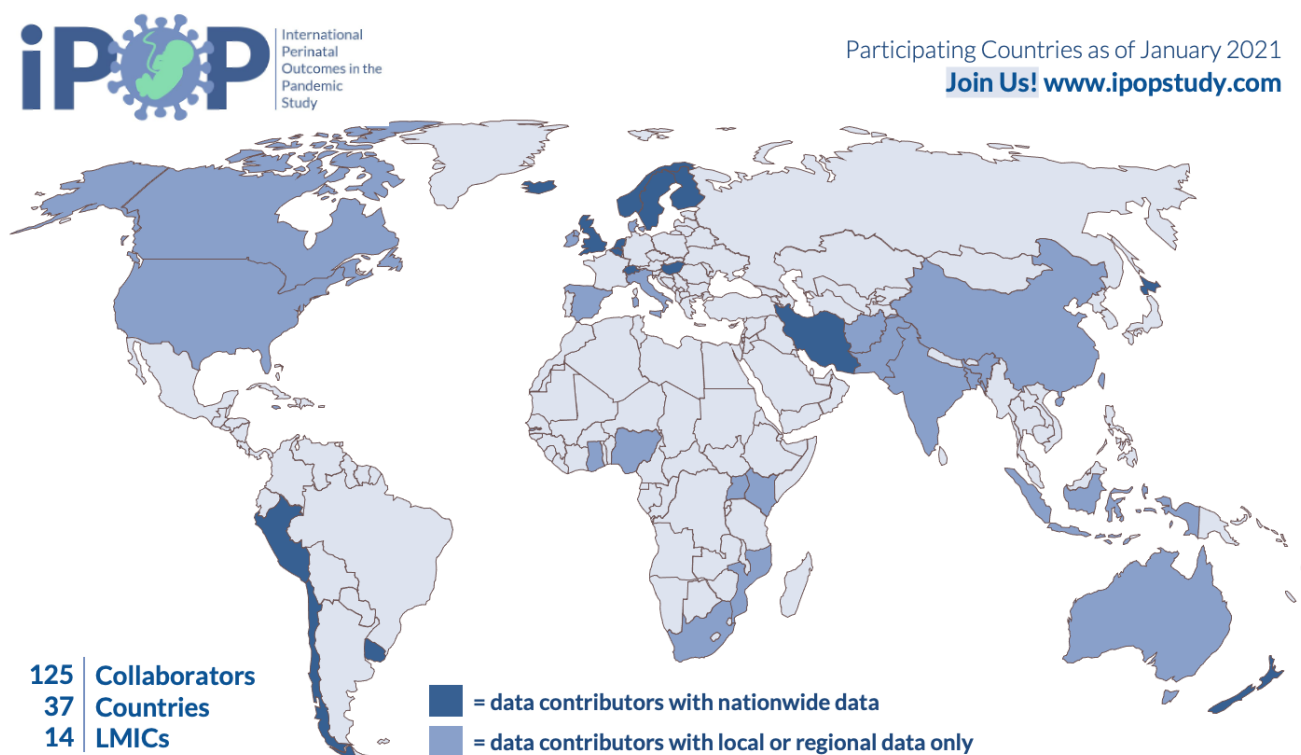 iPOP
International
Perinatal
Outcomes in the
Pandemic
Study
Participating Countries as of January 2021
Join Us! www.ipopstudy.com
125 Collaborators
37 Countries
14 LMICs
= data contributors with nationwide data
= data contributors with local or regional data only